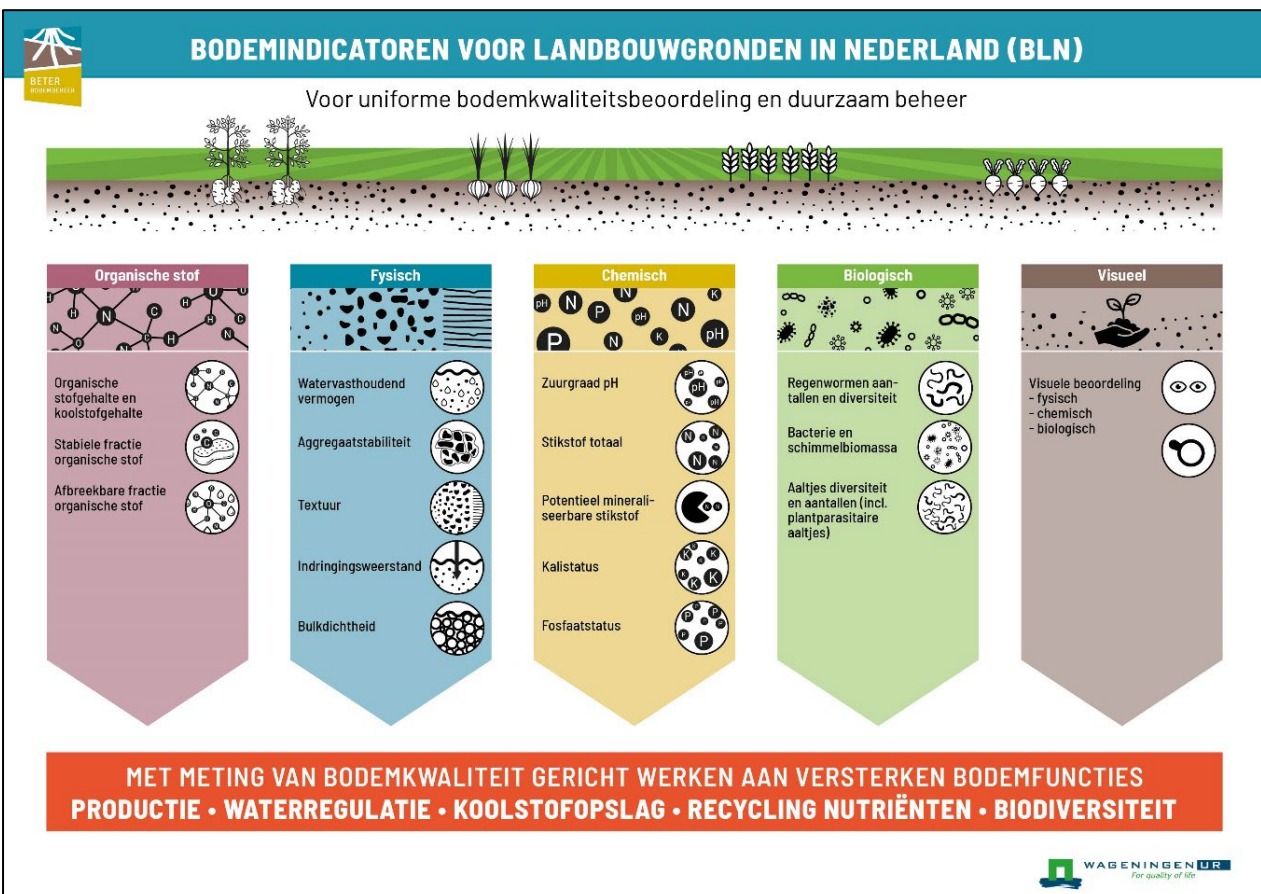 BETER
BODEMBEHEER
BODEMINDICATOREN VOOR LANDBOUWGRONDEN IN NEDERLAND (BLN)
Voor uniforme bodemkwaliteitsbeoordeling en duurzaam beheer
Organische stof
Organische
stofgehalte en
koolstofgehalte
Stabiele fractie
organische stof
Afbreekbare fractie
organische stof
Fysisch
Watervasthoudend
vermogen
Aggregaatstabiliteit
Textuur
Indringingsweerstand
Bulkdichtheid
Chemisch
Zuurgraad pH
Stikstof totaal
Potentieel minerali-
seerbare stikstof
Kalistatus
Fosfaatstatus
Biologisch
Regenwormen aan-
tallen en diversiteit
Bacterie en
schimmelbiomassa
Aaltjes diversiteit
en aantallen (incl.
plantparasitaire
aaltjes)
Visueel
Visuele beoordeling
- fysisch
- chemisch
- biologisch
MET METING VAN BODEMKWALITEIT GERICHT WERKEN AAN VERSTERKEN BODEMFUNCTIES
PRODUCTIE • WATERREGULATIE • KOOLSTOFOPSLAG • RECYCLING NUTRIËNTEN • BIODIVERSITEIT
WAGENINGEN UR
For quality of life